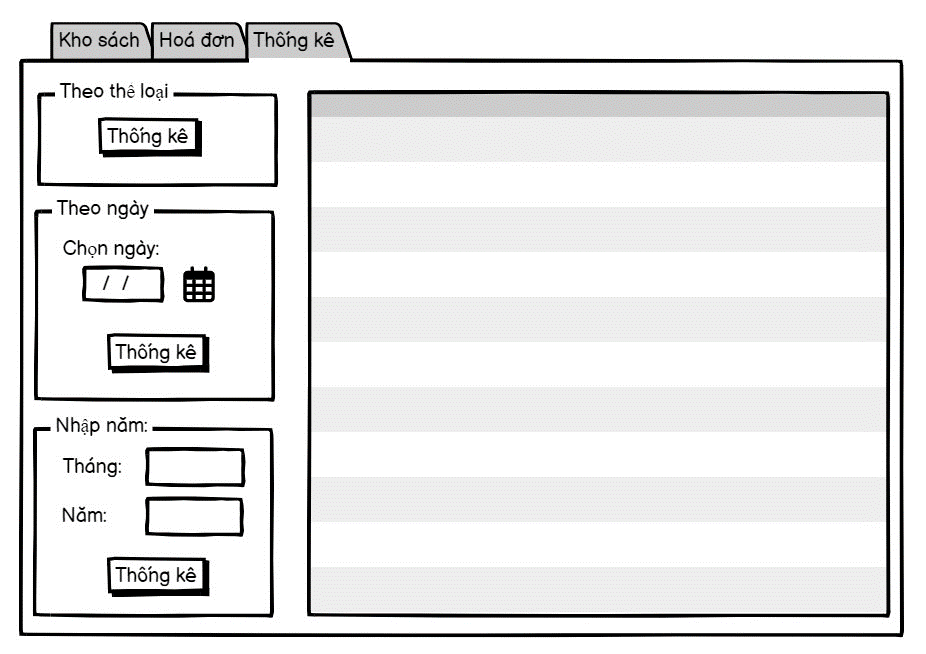 Kho sách Hoá đơn Thống kê
Theo thể loại
Thống kê
Theo ngày
Chọn ngày:
/ /
Thống kê
Nhập năm:
Tháng:
Năm:
Thống kê